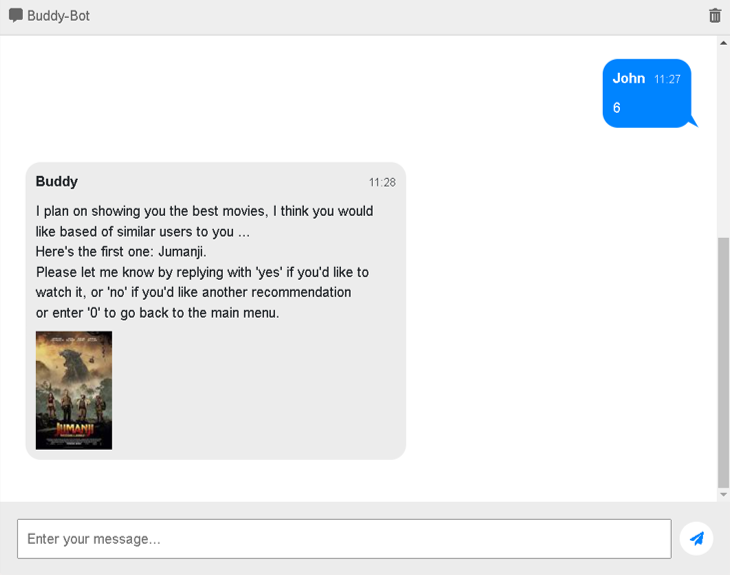 Buddy-Bot
John 11:27
6
Buddy 11:28
I plan on showing you the best movies, I think you would
like based of similar users to you ...
Here's the first one: Jumanji.
Please let me know by replying with 'yes' if you'd like to
watch it, or 'no' if you'd like another recommendation
or enter '0' to go back to the main menu.
JUMANJI
Enter your message...